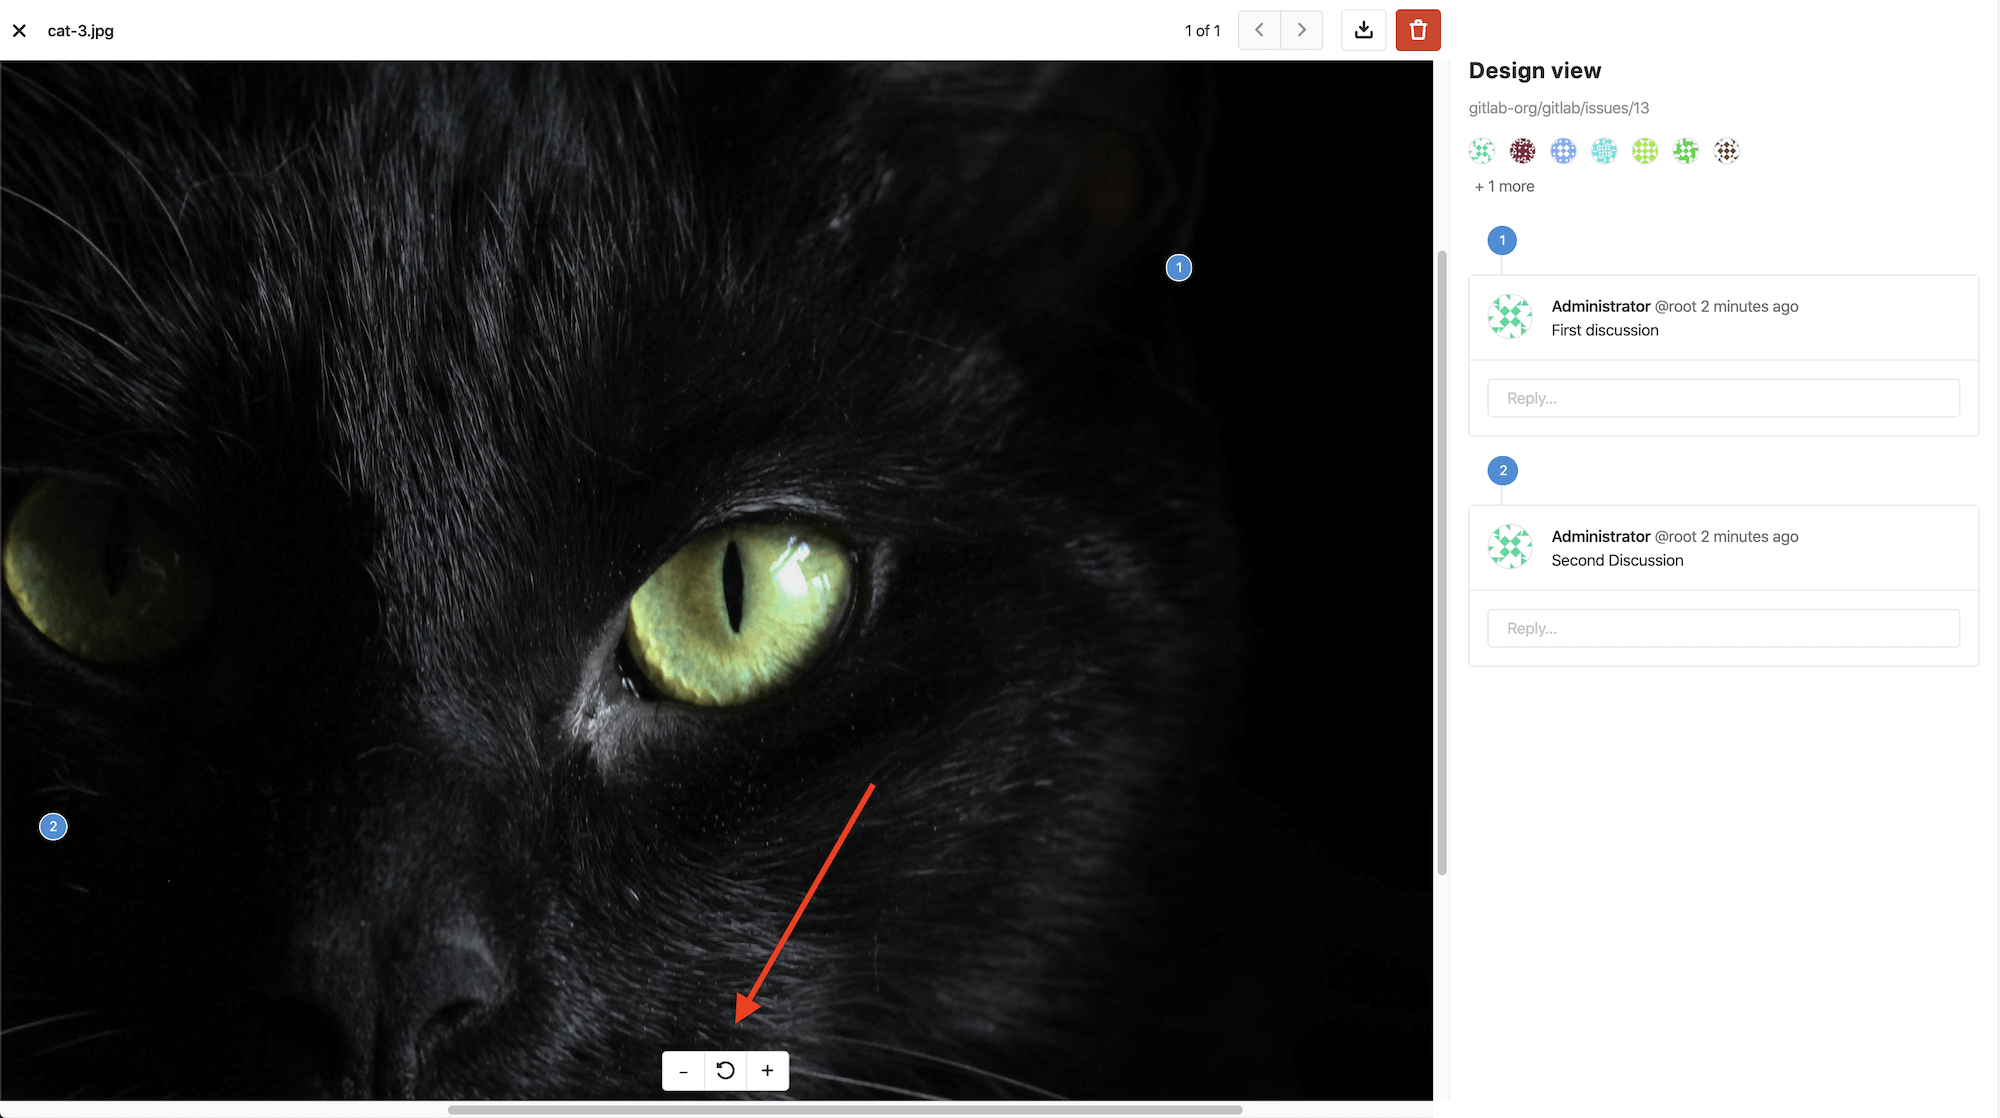 cat-3.jpg
1 of 1
Design view
gitlab-org/gitlab/issues/13
+ 1 more
1
1
Administrator @root 2 minutes ago
First discussion
Reply...
2
Administrator @root 2 minutes ago
Second Discussion
Reply...
2